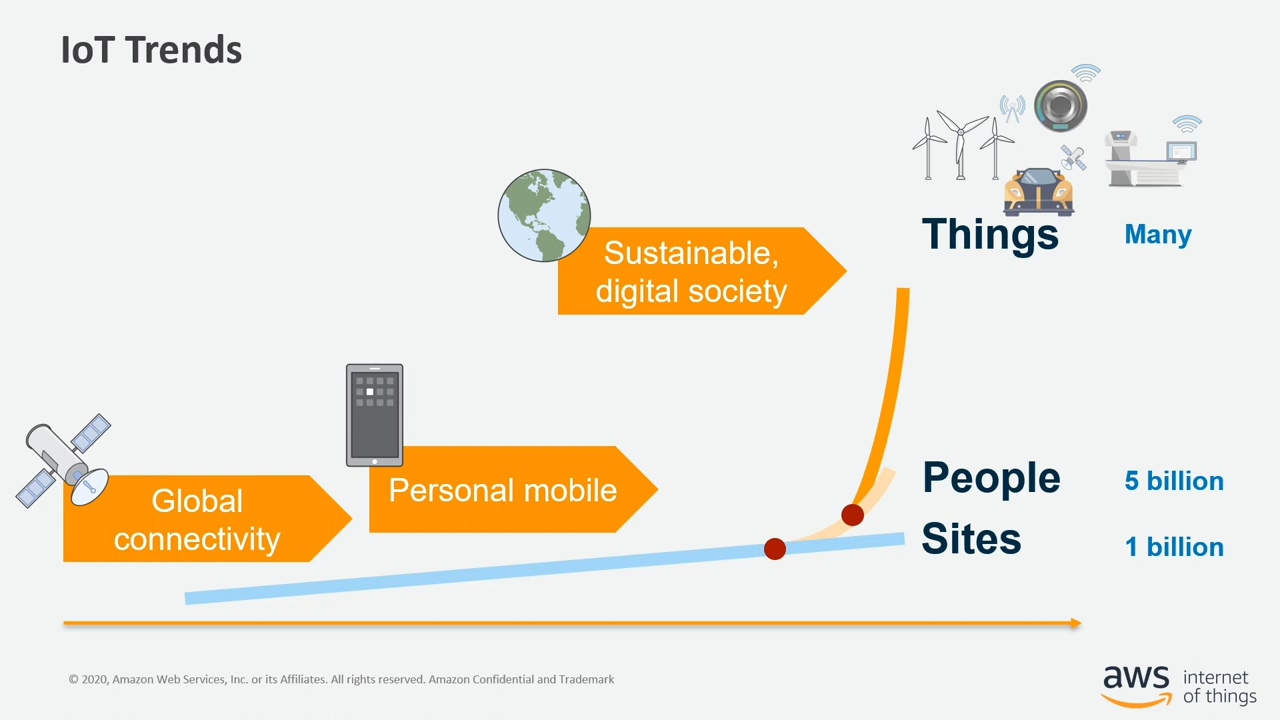 IoT Trends
Things
Many
Sustainable,
digital society
Personal mobile
People
5 billion
Global
connectivity
Sites
1 billion
© 2020, Amazon Web Services, Inc. or its Affiliates. All rights reserved. Amazon Confidential and Trademark
aws
internet
of things